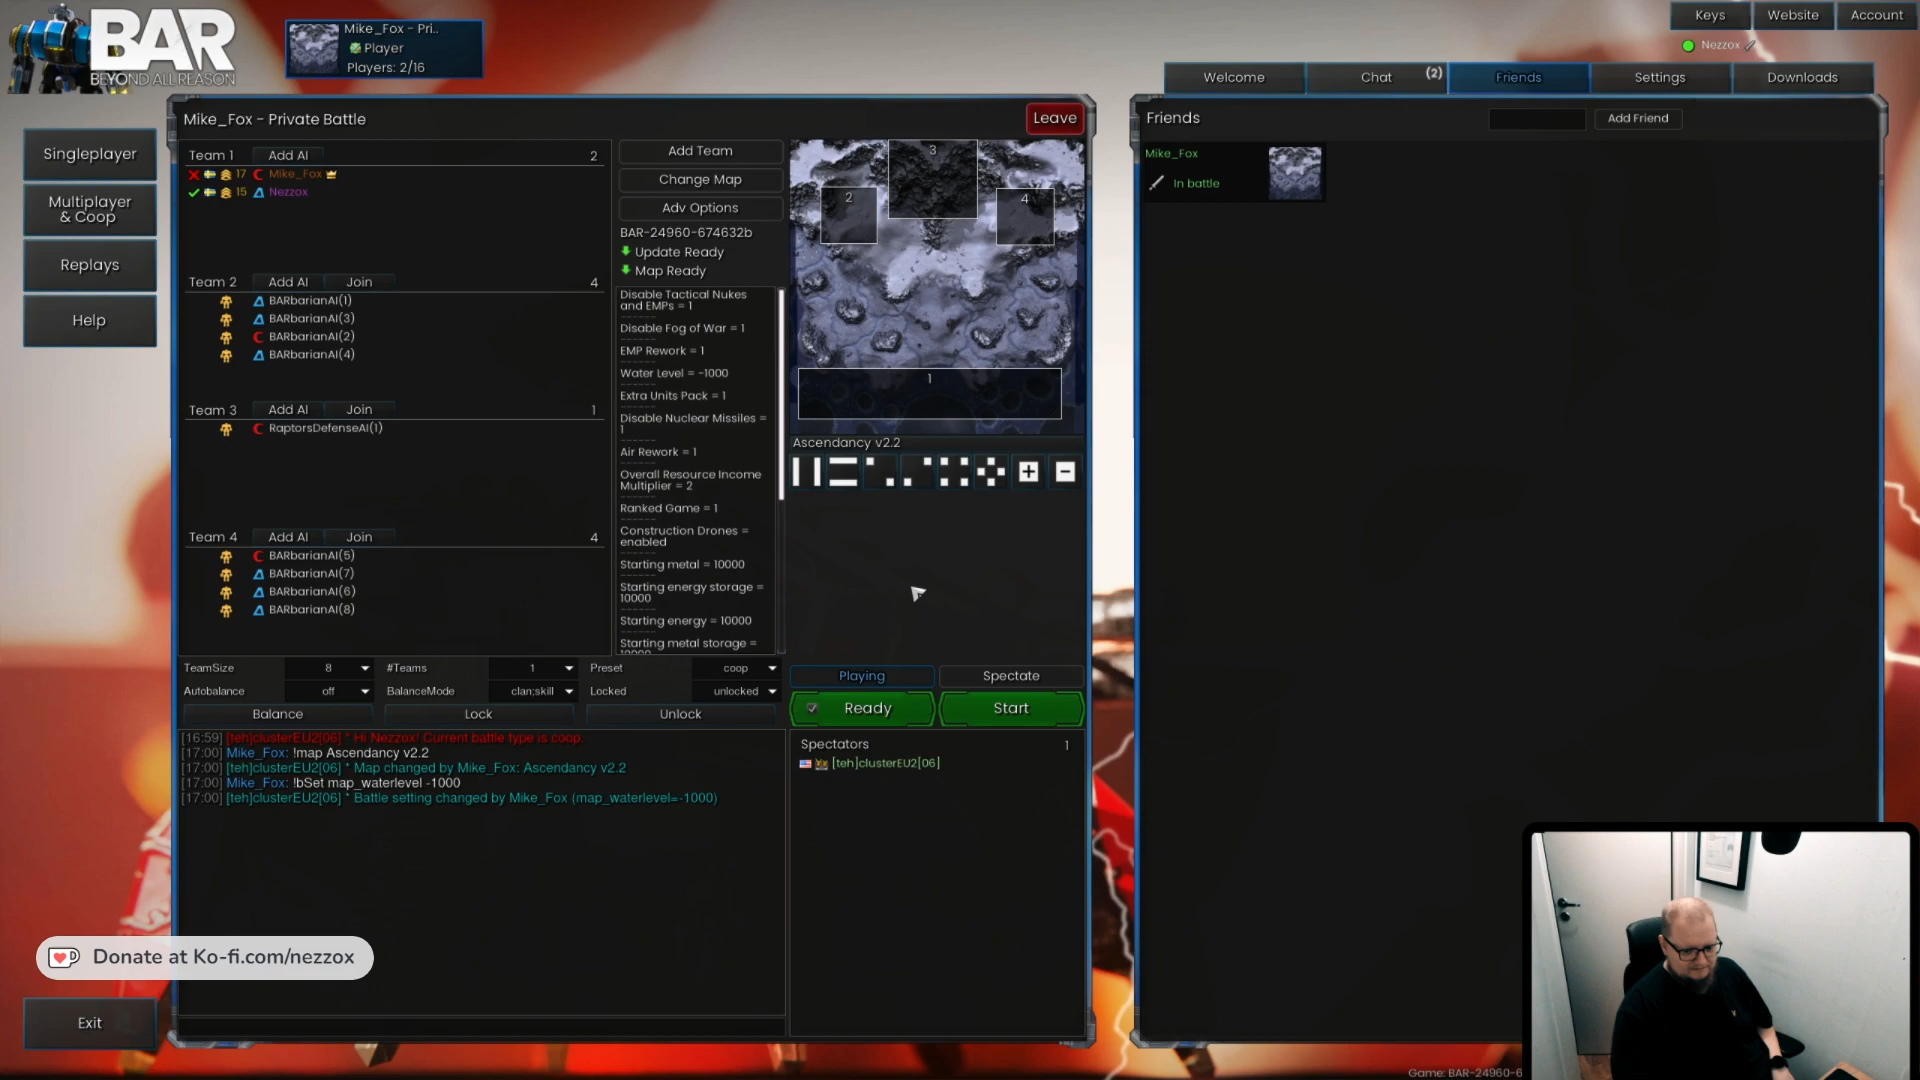 BAR
BEYOND ALL REASON
Mike_Fox - Pri..
Player
Players: 2/16
Keys
Website
Account
Nezzox
Welcome
Chat
(2)
Friends
Settings
Downloads
Singleplayer
Multiplayer
& Coop
Replays
Help
Exit
Mike_Fox - Private Battle
Leave
Team 1
Add AI
2
17 Mike_Fox
15 Nezzox
Team 2
Add AI
Join
4
BARbarianAI(1)
BARbarianAI(3)
BARbarianAI(2)
BARbarianAI(4)
Team 3
Add AI
Join
1
RaptorsDefenseAI(1)
Team 4
Add AI
Join
4
BARbarianAI(5)
BARbarianAI(7)
BARbarianAI(6)
BARbarianAI(8)
Add Team
Change Map
Adv Options
BAR-24960-674632b
Update Ready
Map Ready
Disable Tactical Nukes
and EMPs = 1
------
Disable Fog of War = 1
------
EMP Rework = 1
------
Water Level = -1000
------
Extra Units Pack = 1
------
Disable Nuclear Missiles =
1
------
Air Rework = 1
------
Overall Resource Income
Multiplier = 2
------
Ranked Game = 1
------
Construction Drones =
enabled
------
Starting metal = 10000
------
Starting energy storage =
10000
------
Starting energy = 10000
------
Starting metal storage =
10000
3
2
4
1
Ascendancy v2.2
TeamSize
8
#Teams
1
Preset
coop
Autobalance
off
BalanceMode
clan;skill
Locked
unlocked
Balance
Lock
Unlock
Playing
Spectate
Ready
Start
[16:59] [teh]clusterEU2[06] * Hi Nezzox! Current battle type is coop.
[17:00] Mike_Fox: !map Ascendancy v2.2
[17:00] [teh]clusterEU2[06] * Map changed by Mike_Fox: Ascendancy v2.2
[17:00] Mike_Fox: !bSet map_waterlevel -1000
[17:00] [teh]clusterEU2[06] * Battle setting changed by Mike_Fox (map_waterlevel=-1000)
Spectators
1
[teh]clusterEU2[06]
Friends
Add Friend
Mike_Fox
In battle
Donate at Ko-fi.com/nezzox
Game: BAR-24960-6